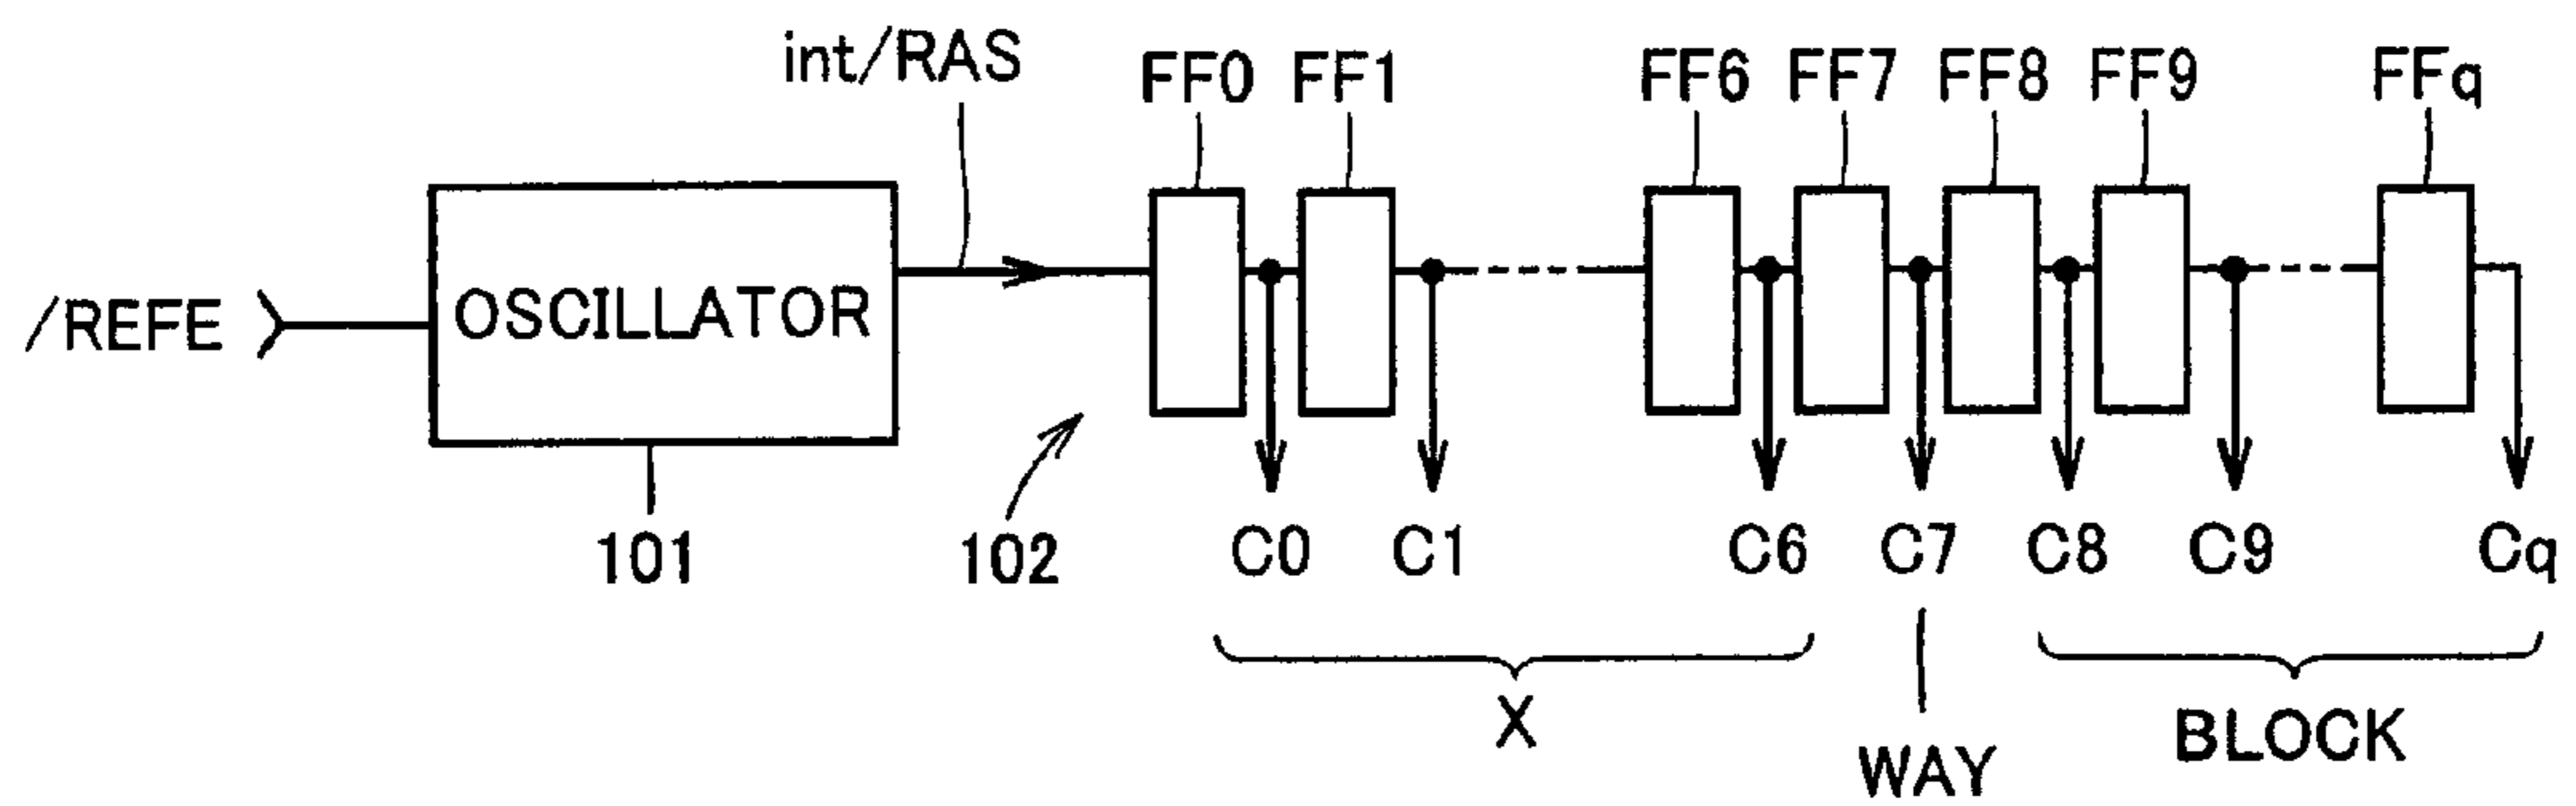 int/RAS
FF0 FF1 FF6 FF7 FF8 FF9 FFq
/REFE
OSCILLATOR
101
102
C0 C1 C6 C7 C8 C9 Cq
X
WAY
BLOCK